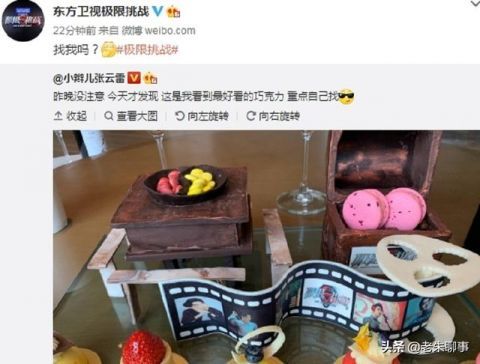 东方卫视极限挑战
22分钟前 来自 微博 weibo.com
找我吗？#极限挑战#
@小辫儿张云雷
昨晚没注意 今天才发现 这是我看到最好看的巧克力 重点自己找
收起 查看大图 向左旋转 向右旋转
头条 @老朱聊事